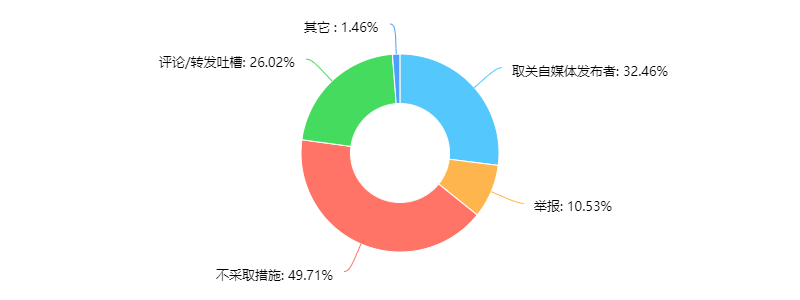 其它 : 1.46%
评论/转发吐槽: 26.02%
取关自媒体发布者: 32.46%
举报: 10.53%
不采取措施: 49.71%